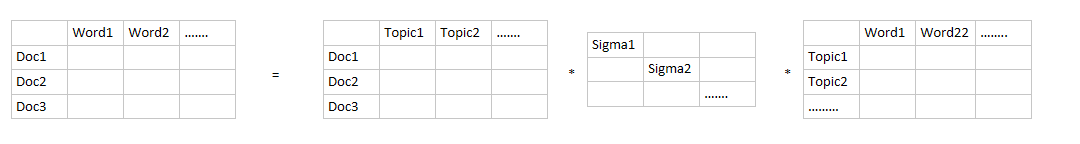 Word1 Word2 .......
Doc1
Doc2
Doc3
=
Topic1 Topic2 .......
Doc1
Doc2
Doc3
*
Sigma1
Sigma2
.......
*
Word1 Word22 ........
Topic1
Topic2
.........